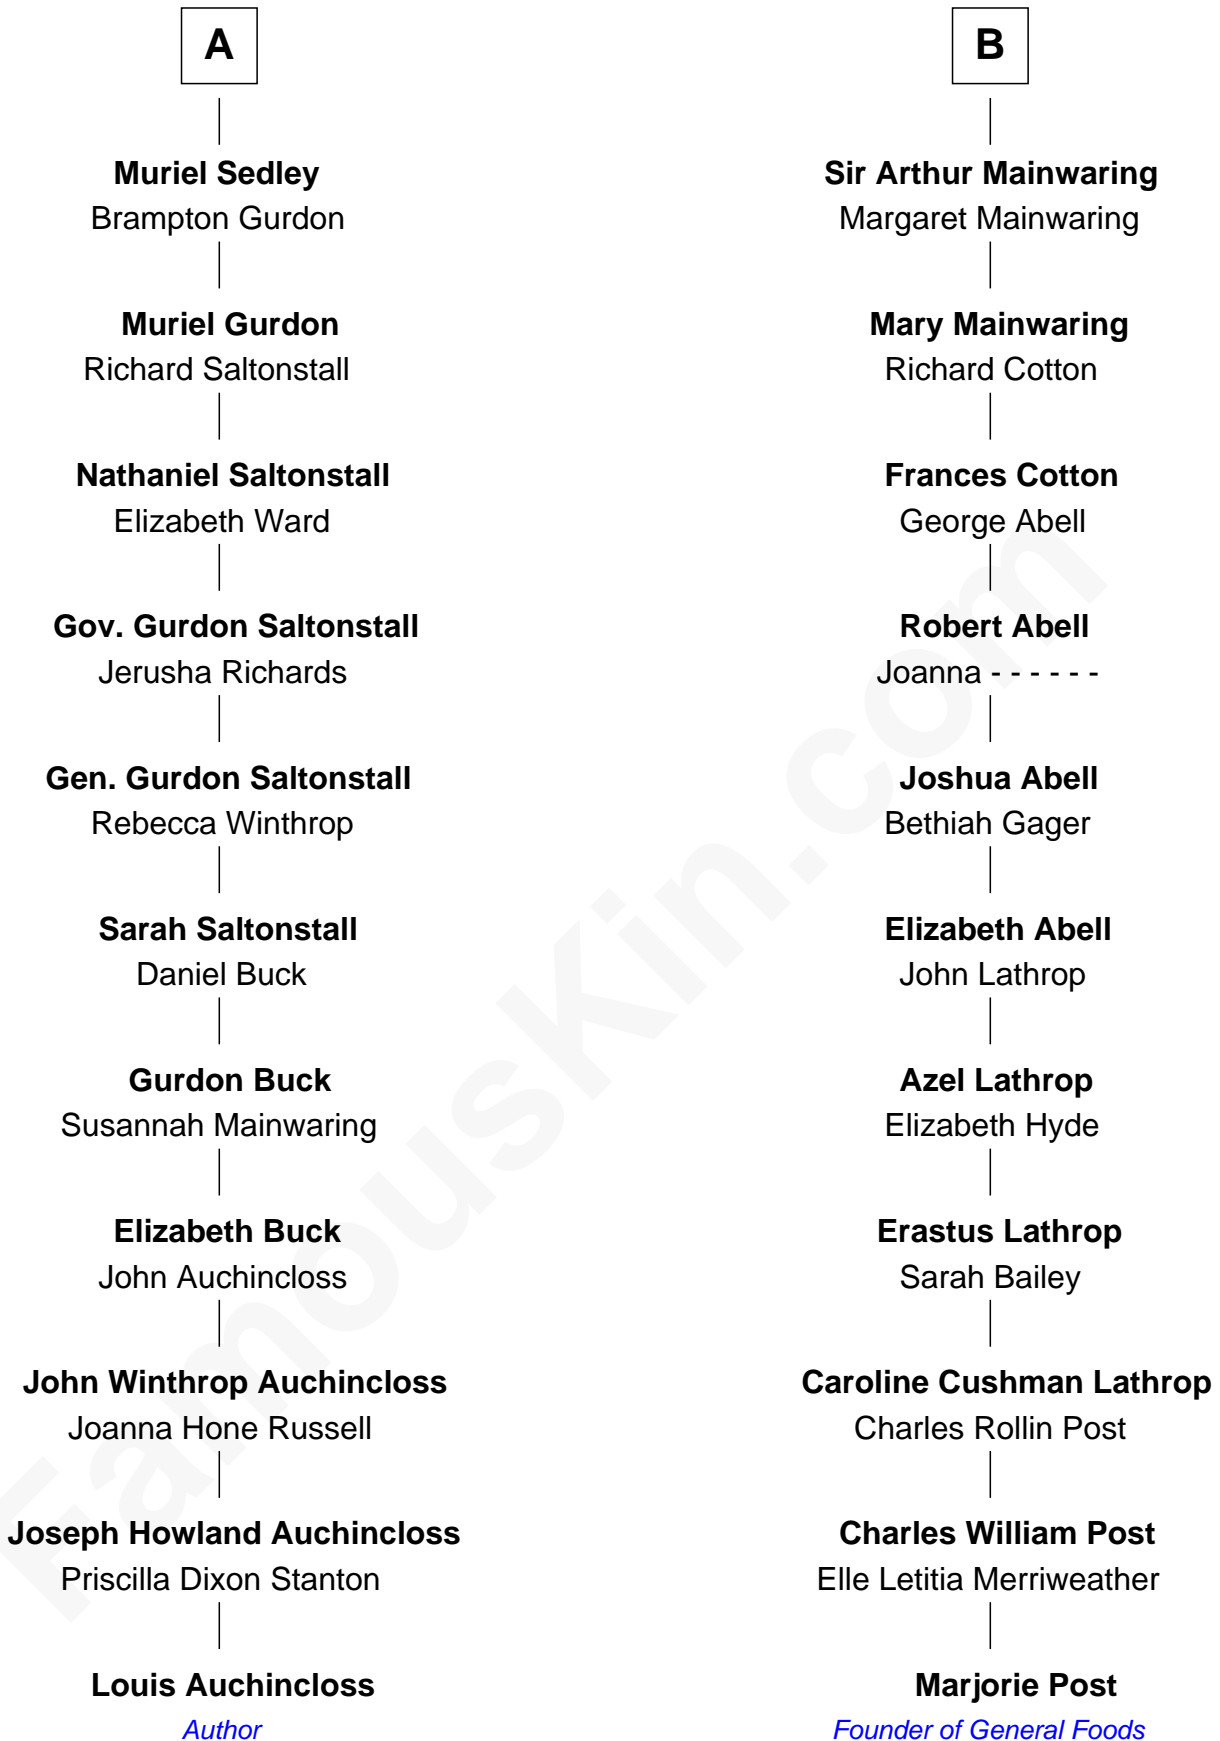 A
Muriel Sedley
Brampton Gurdon
Muriel Gurdon
Richard Saltonstall
Nathaniel Saltonstall
Elizabeth Ward
Gov. Gurdon Saltonstall
Jerusha Richards
Gen. Gurdon Saltonstall
Rebecca Winthrop
Sarah Saltonstall
Daniel Buck
Gurdon Buck
Susannah Mainwaring
Elizabeth Buck
John Auchincloss
John Winthrop Auchincloss
Joanna Hone Russell
Joseph Howland Auchincloss
Priscilla Dixon Stanton
Louis Auchincloss
Author
B
Sir Arthur Mainwaring
Margaret Mainwaring
Mary Mainwaring
Richard Cotton
Frances Cotton
George Abell
Robert Abell
Joanna - - - - - -
Joshua Abell
Bethiah Gager
Elizabeth Abell
John Lathrop
Azel Lathrop
Elizabeth Hyde
Erastus Lathrop
Sarah Bailey
Caroline Cushman Lathrop
Charles Rollin Post
Charles William Post
Elle Letitia Merriweather
Marjorie Post
Founder of General Foods
FamousKin.com